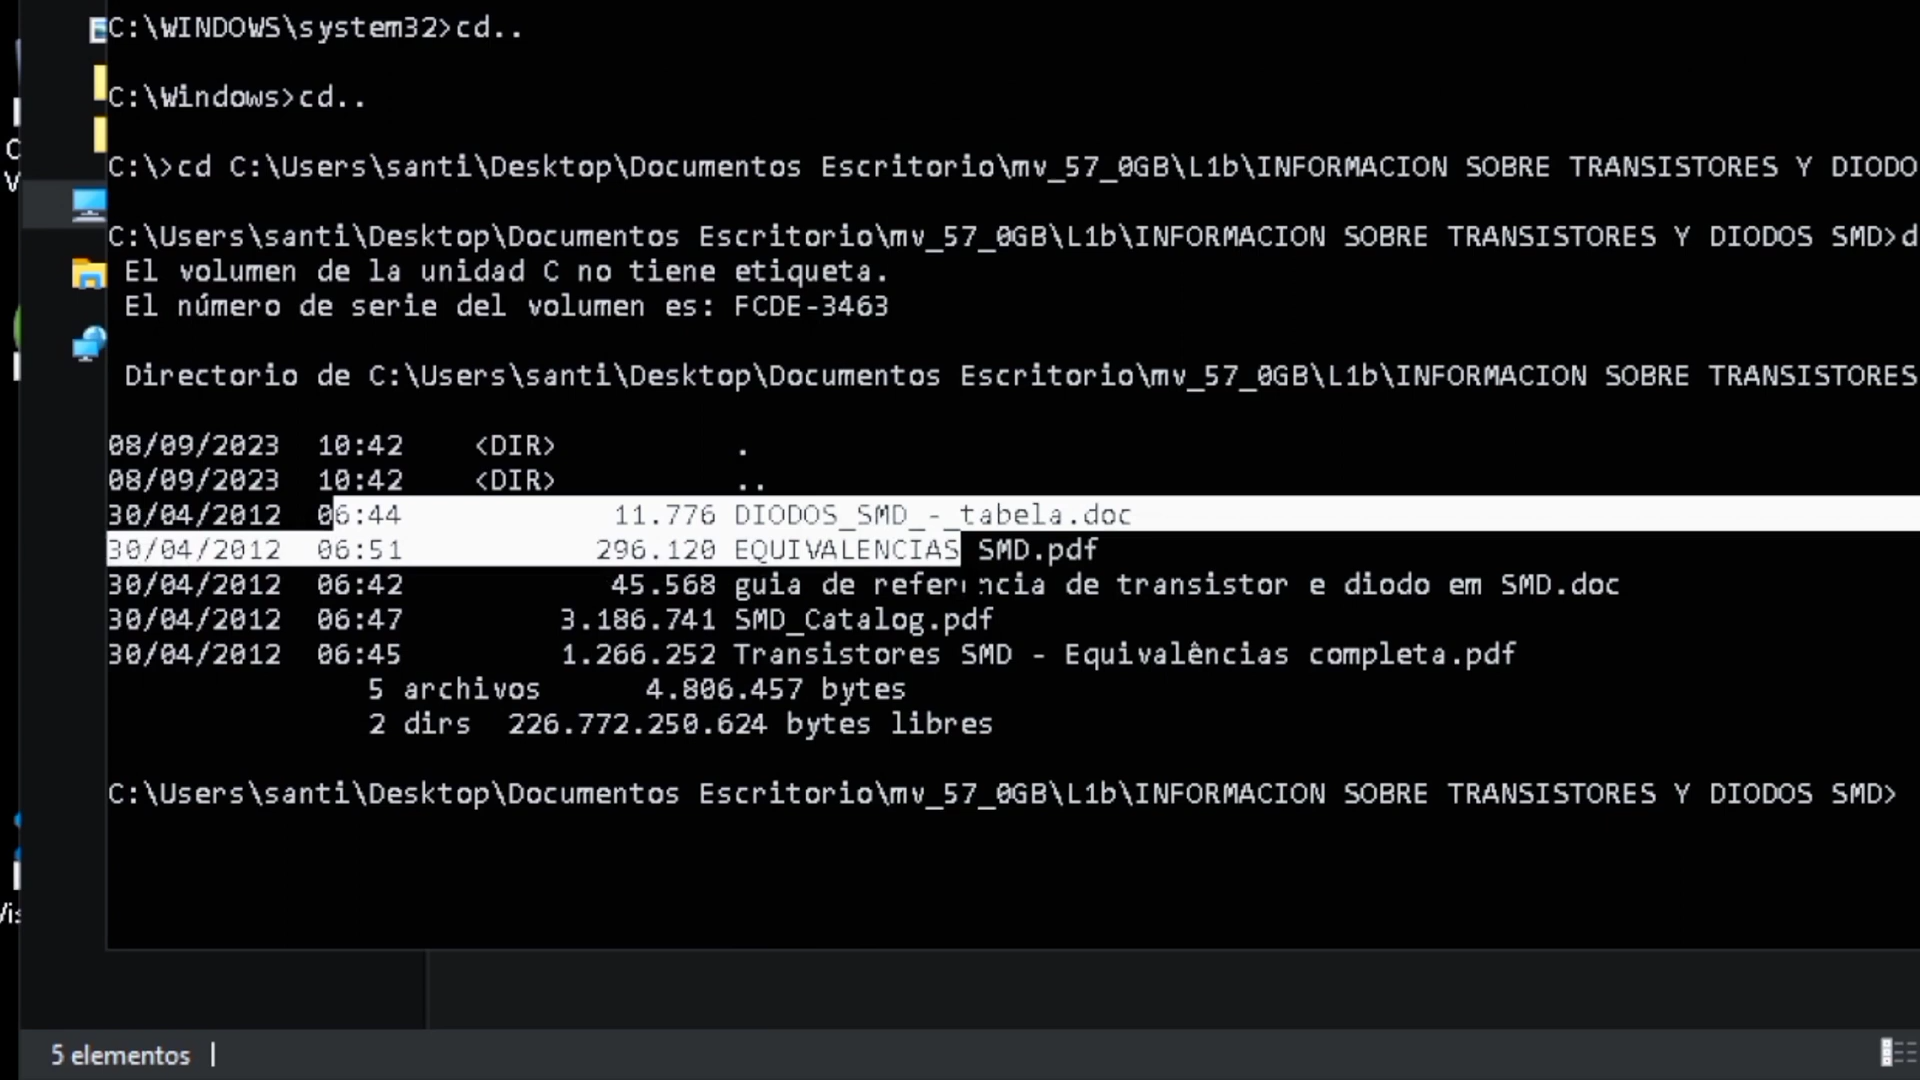 C:\WINDOWS\system32>cd..
C:\Windows>cd..
C:\>cd C:\Users\santi\Desktop\Documentos Escritorio\mv_57_0GB\L1b\INFORMACION SOBRE TRANSISTORES Y DIODO
C:\Users\santi\Desktop\Documentos Escritorio\mv_57_0GB\L1b\INFORMACION SOBRE TRANSISTORES Y DIODOS SMD>d
El volumen de la unidad C no tiene etiqueta.
El número de serie del volumen es: FCDE-3463
Directorio de C:\Users\santi\Desktop\Documentos Escritorio\mv_57_0GB\L1b\INFORMACION SOBRE TRANSISTORES
08/09/2023 10:42 <DIR> .
08/09/2023 10:42 <DIR> ..
30/04/2012 06:44 11.776 DIODOS_SMD_-_tabela.doc
30/04/2012 06:51 296.120 EQUIVALENCIAS SMD.pdf
30/04/2012 06:42 45.568 guia de referência de transistor e diodo em SMD.doc
30/04/2012 06:47 3.186.741 SMD_Catalog.pdf
30/04/2012 06:45 1.266.252 Transistores SMD - Equivalências completa.pdf
5 archivos 4.806.457 bytes
2 dirs 226.772.250.624 bytes libres
C:\Users\santi\Desktop\Documentos Escritorio\mv_57_0GB\L1b\INFORMACION SOBRE TRANSISTORES Y DIODOS SMD>
5 elementos